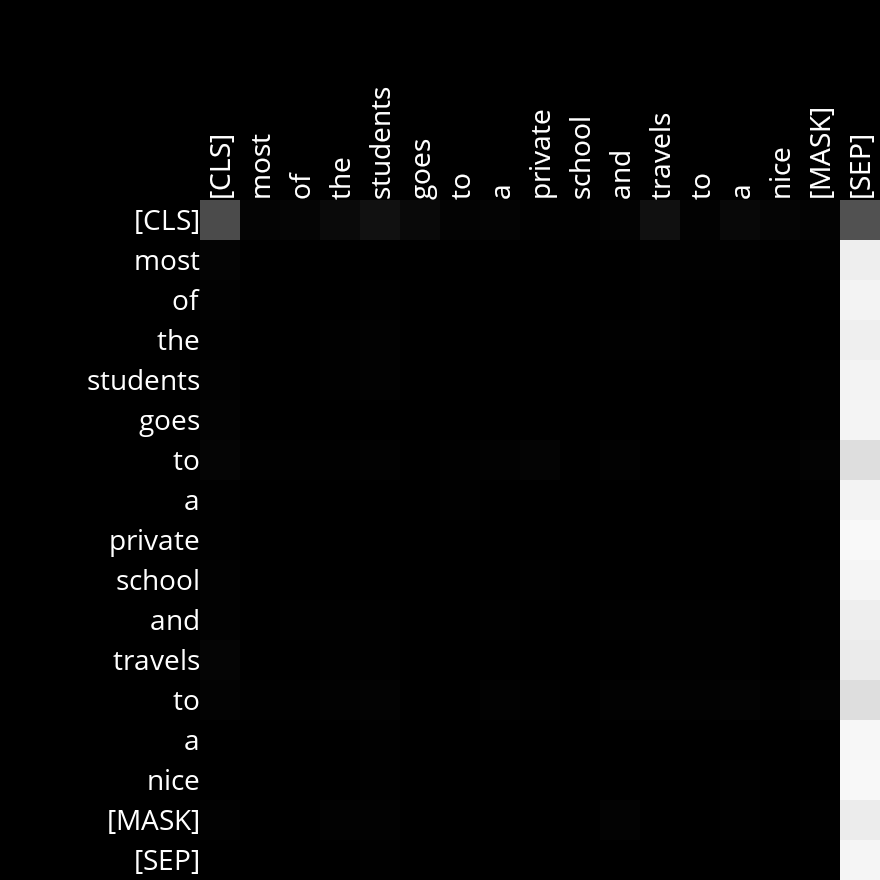 [CLS] most of the students goes to a private school and travels to a nice [MASK] [SEP]
[CLS]
most
of
the
students
goes
to
a
private
school
and
travels
to
a
nice
[MASK]
[SEP]